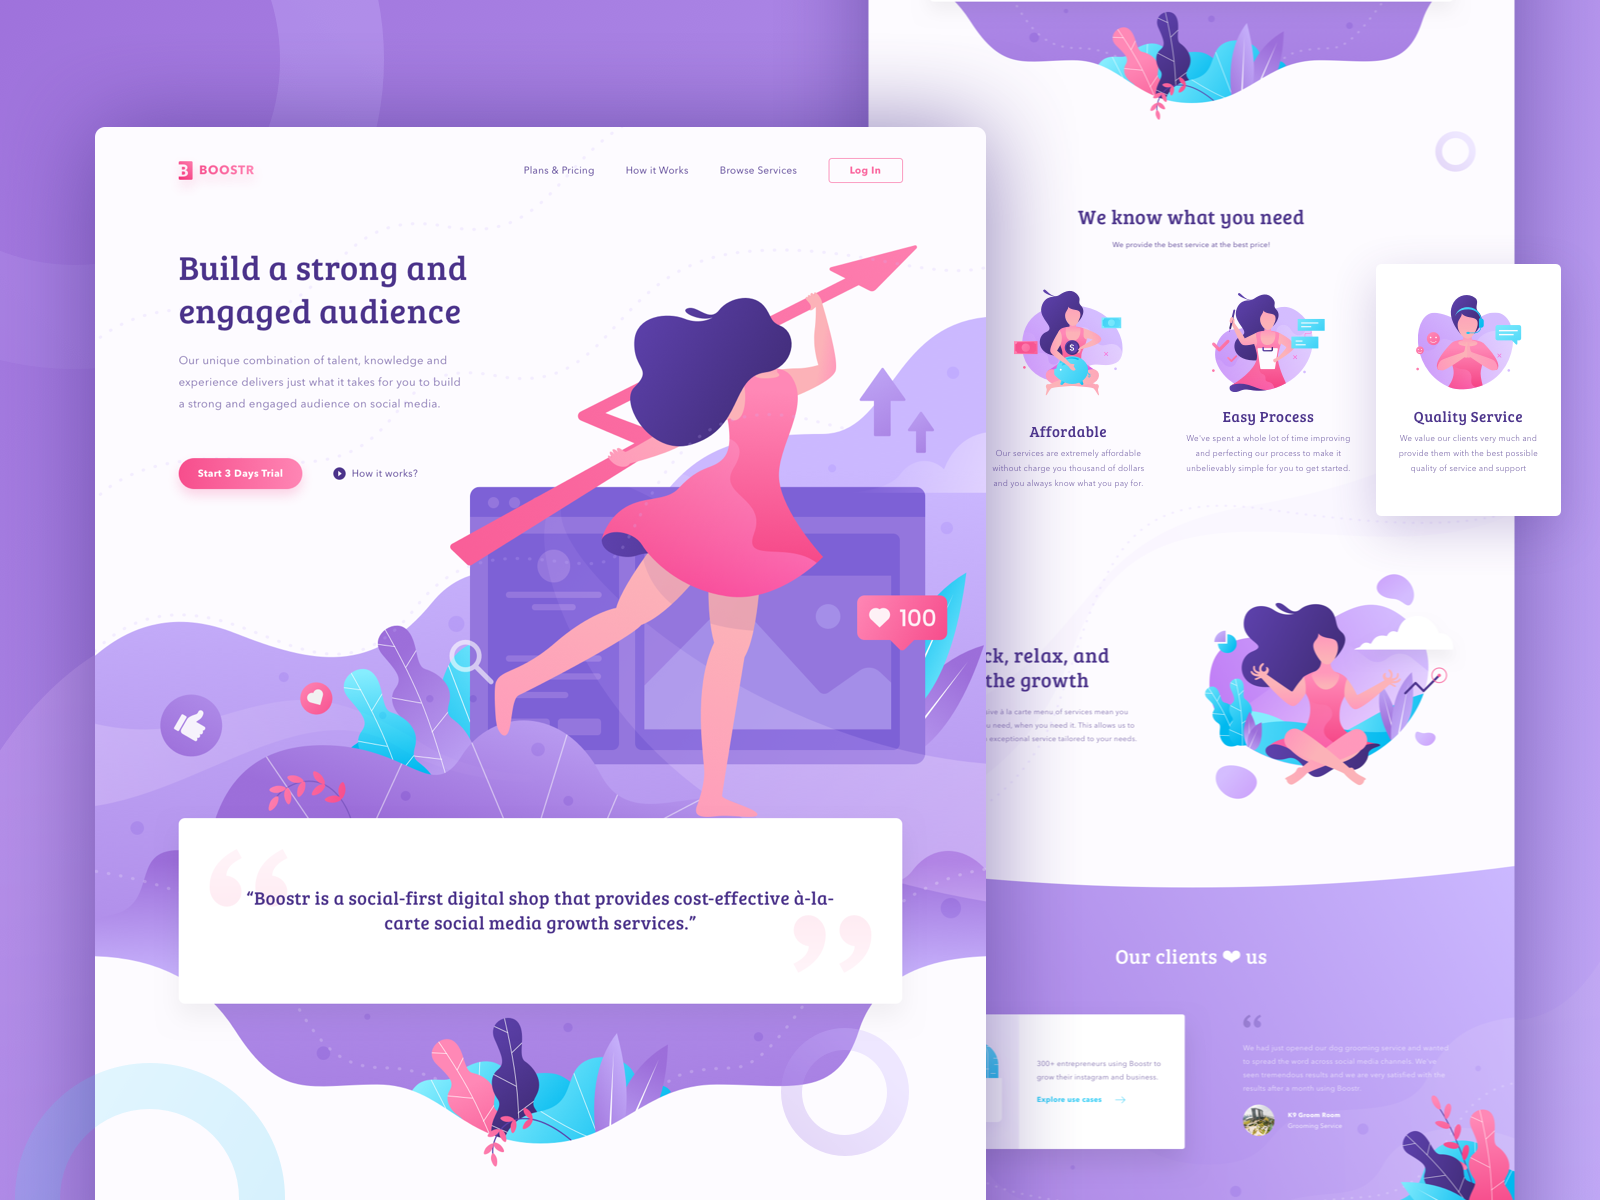 B BOOSTR
Plans & Pricing
How it Works
Browse Services
Log In
Build a strong and
engaged audience
Our unique combination of talent, knowledge and
experience delivers just what it takes for you to build
a strong and engaged audience on social media.
Start 3 Days Trial
How it works?
100
“Boostr is a social-first digital shop that provides cost-effective à-la-
carte social media growth services.”
We know what you need
We provide the best service at the best price!
$
Affordable
Our services are extremely affordable
without charge you thousand of dollars
and you always know what you pay for.
Easy Process
We've spent a whole lot of time improving
and perfecting our process to make it
unbelievably simple for you to get started.
Quality Service
We value our clients very much and
provide them with the best possible
quality of service and support
ck, relax, and
the growth
à la carte menu of services mean you
need, when you need it. This allows us to
exceptional service tailored to your needs.
Our clients ❤ us
300+ entrepreneurs using Boostr to
grow their instagram and business.
Explore use cases
“
We had just spened our dog grooming service and wanted
to spread the word across social media channels. We've
seen tremendous results and we are very satisfied with the
results after a month using Boostr.
K9 Groom Room
Grooming Service